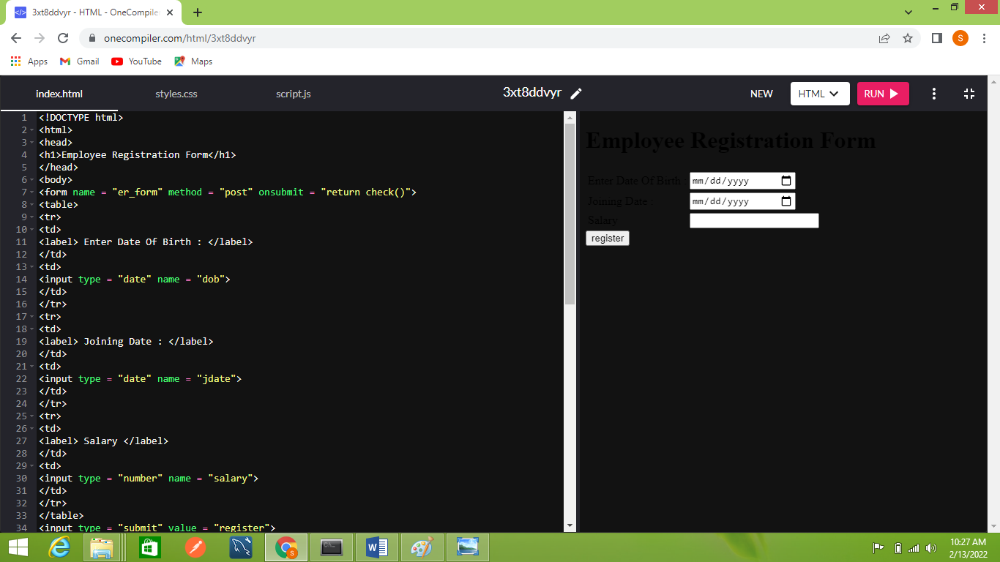 3xt8ddvyr - HTML - OneCompiler
onecompiler.com/html/3xt8ddvyr
S
Apps Gmail YouTube Maps
index.html styles.css script.js 3xt8ddvyr NEW HTML RUN
1 <!DOCTYPE html>
2 <html>
3 <head>
4 <h1>Employee Registration Form</h1>
5 </head>
6 <body>
7 <form name = "er_form" method = "post" onsubmit = "return check()">
8 <table>
9 <tr>
10 <td>
11 <label> Enter Date Of Birth : </label>
12 </td>
13 <td>
14 <input type = "date" name = "dob">
15 </td>
16 </tr>
17 <tr>
18 <td>
19 <label> Joining Date : </label>
20 </td>
21 <td>
22 <input type = "date" name = "jdate">
23 </td>
24 </tr>
25 <tr>
26 <td>
27 <label> Salary </label>
28 </td>
29 <td>
30 <input type = "number" name = "salary">
31 </td>
32 </tr>
33 </table>
34 <input type = "submit" value = "register">
Employee Registration Form
Enter Date Of Birth : mm/dd/yyyy
Joining Date : mm/dd/yyyy
Salary
register
10:27 AM
2/13/2022